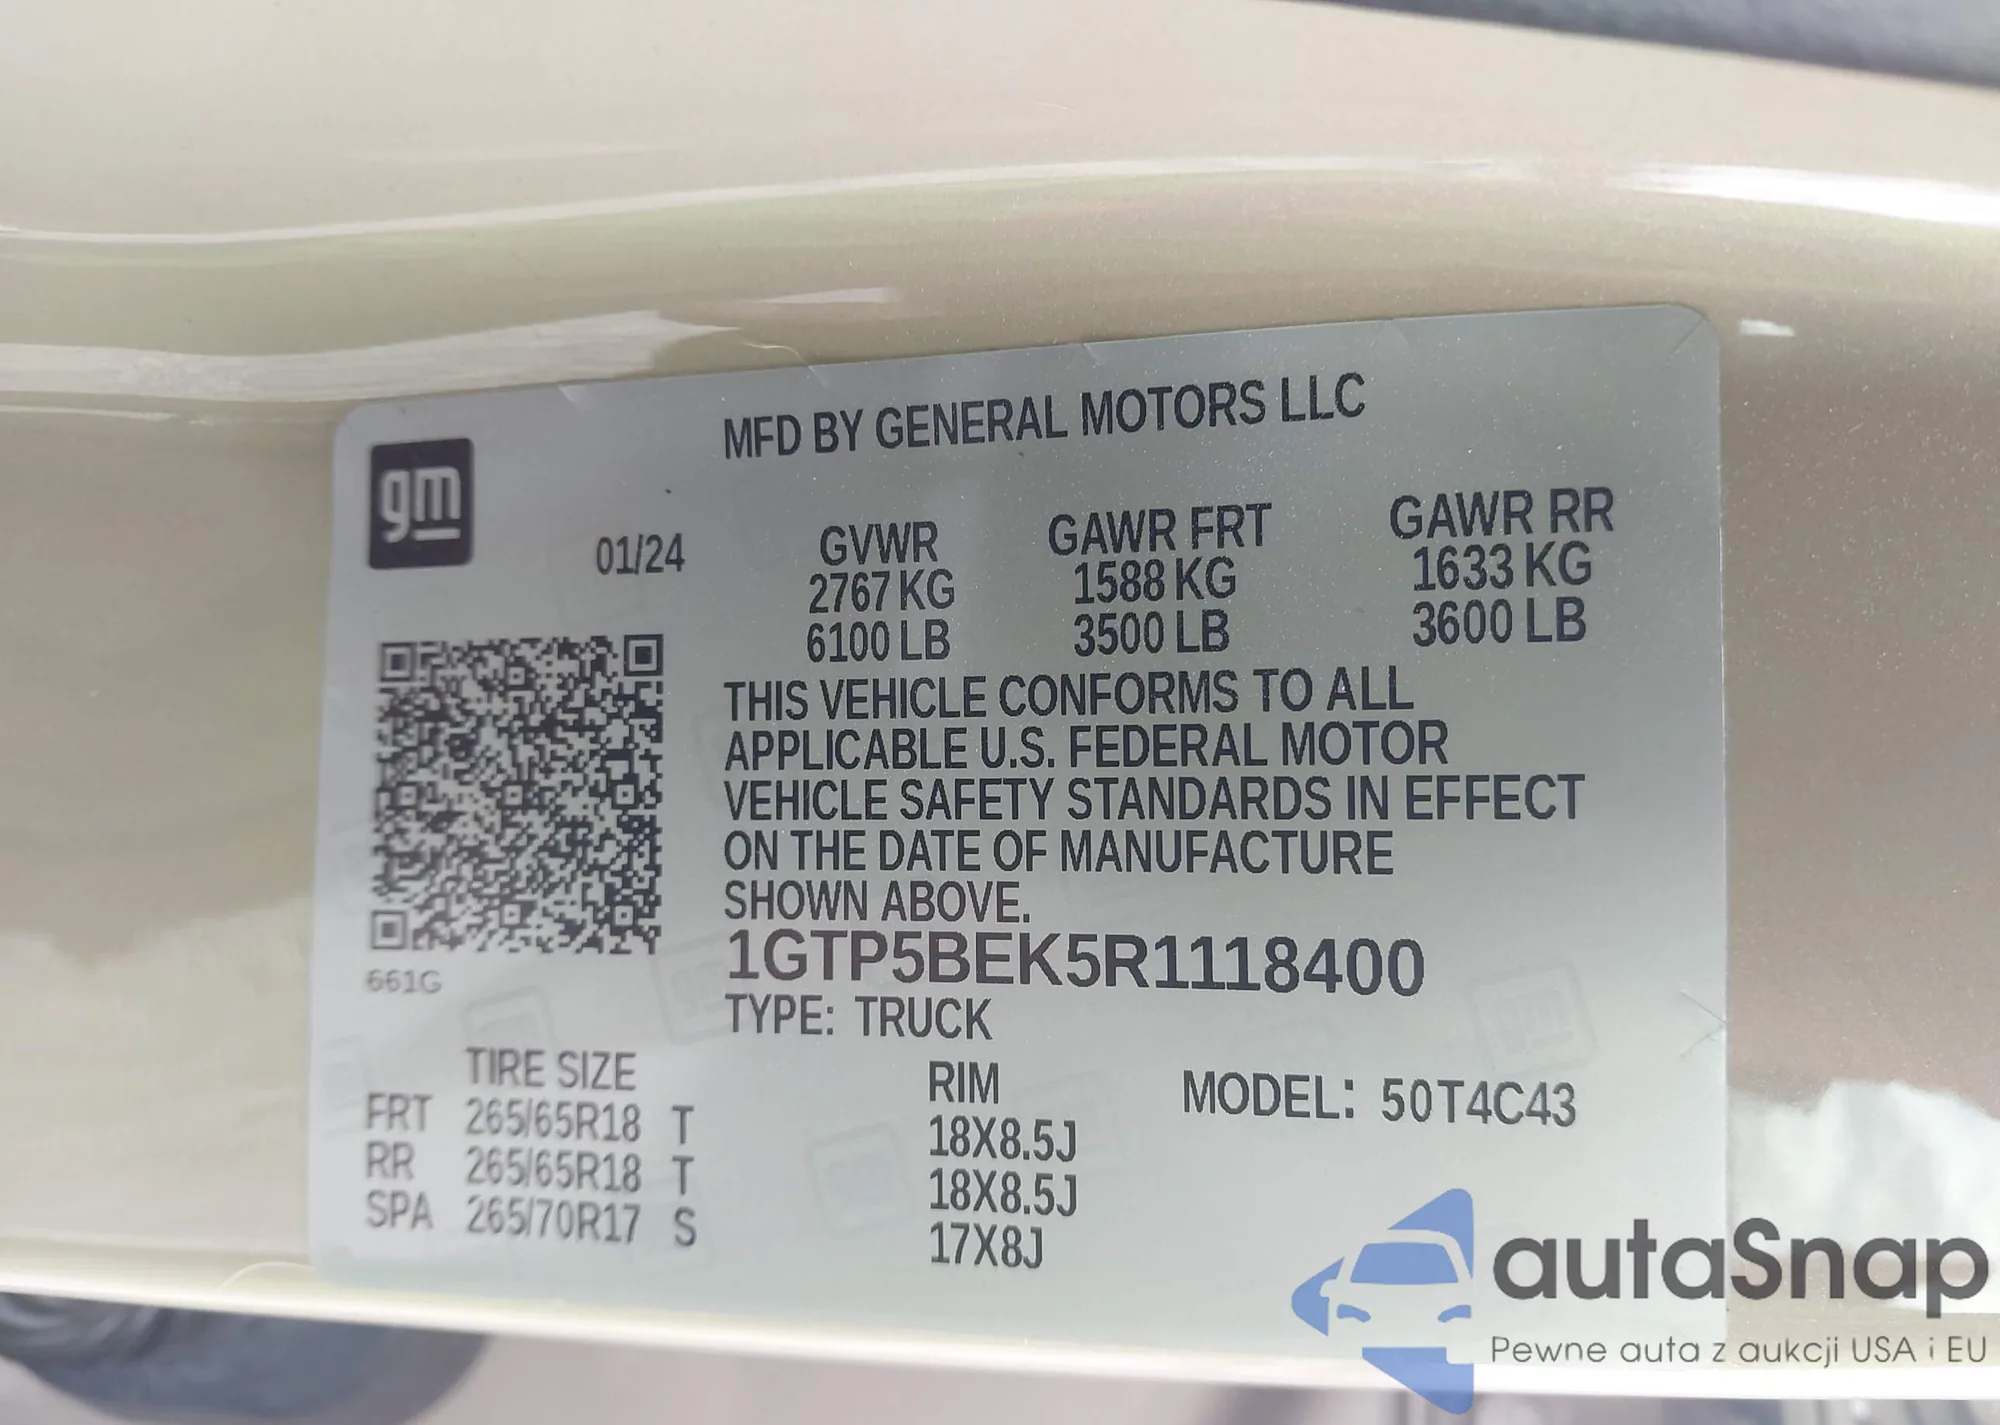 MFD BY GENERAL MOTORS LLC
gm
01/24
GVWR GAWR FRT GAWR RR
2767 KG 1588 KG 1633 KG
6100 LB 3500 LB 3600 LB
THIS VEHICLE CONFORMS TO ALL
APPLICABLE U.S. FEDERAL MOTOR
VEHICLE SAFETY STANDARDS IN EFFECT
ON THE DATE OF MANUFACTURE
SHOWN ABOVE.
1GTP5BEK5R1118400
661G
TYPE: TRUCK
TIRE SIZE RIM MODEL: 50T4C43
FRT 265/65R18 T 18X8.5J
RR 265/65R18 T 18X8.5J
SPA 265/70R17 S 17X8J
autaSnap
Pewne auta z aukcji USA i EU